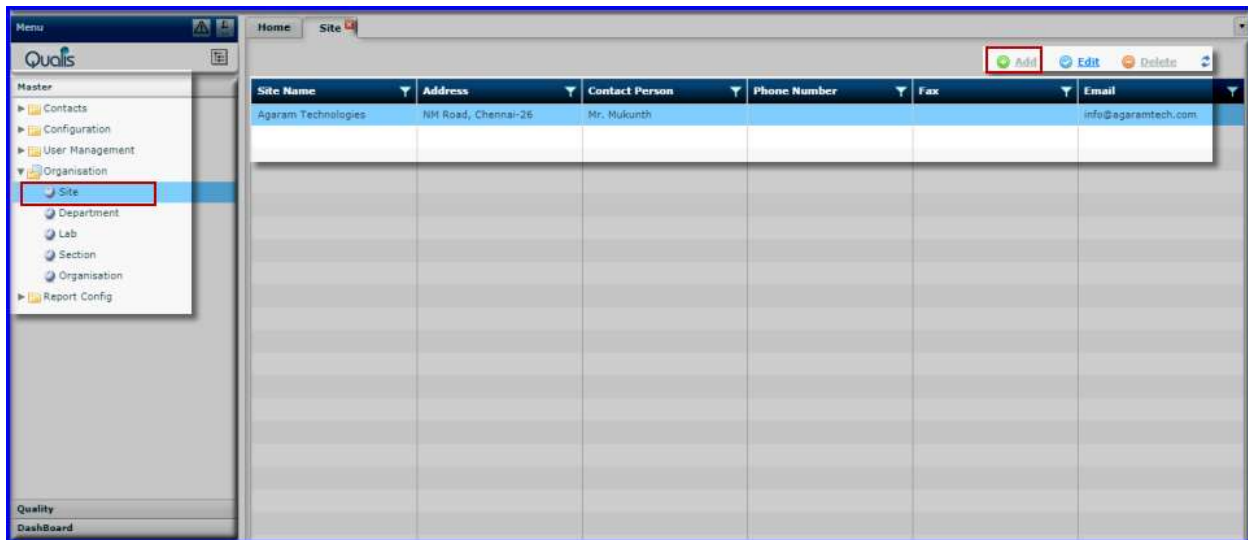 Menu
Home Site
Qualis
Add Edit Delete
Master
Site Name Address Contact Person Phone Number Fax Email
Contacts
Agaram Technologies NM Road, Chennai-26 Mr. Mukunth info@agaramtech.com
Configuration
User Management
Organisation
Site
Department
Lab
Section
Organisation
Report Config
Quality
DashBoard